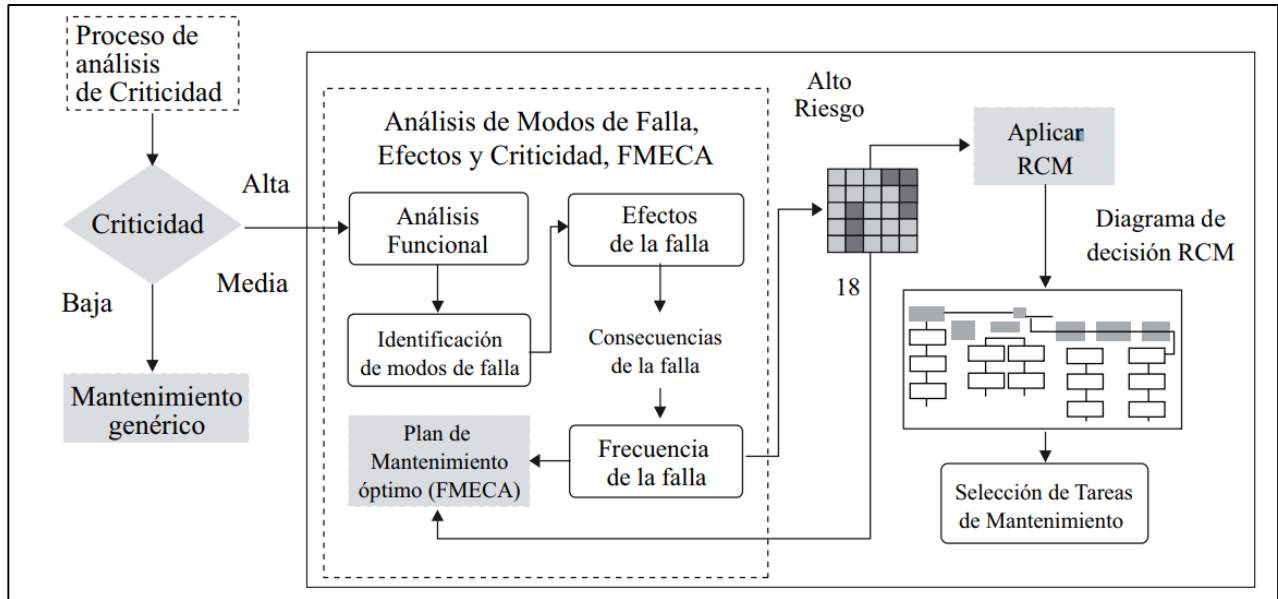 Proceso de
análisis
de Criticidad
Criticidad
Alta
Media
Baja
Mantenimiento
genérico
Análisis de Modos de Falla,
Efectos y Criticidad, FMECA
Análisis
Funcional
Identificación
de modos de falla
Efectos
de la falla
Consecuencias
de la falla
Frecuencia
de la falla
Plan de
Mantenimiento
óptimo (FMECA)
Alto
Riesgo
18
Aplicar
RCM
Diagrama de
decisión RCM
Selección de Tareas
de Mantenimiento